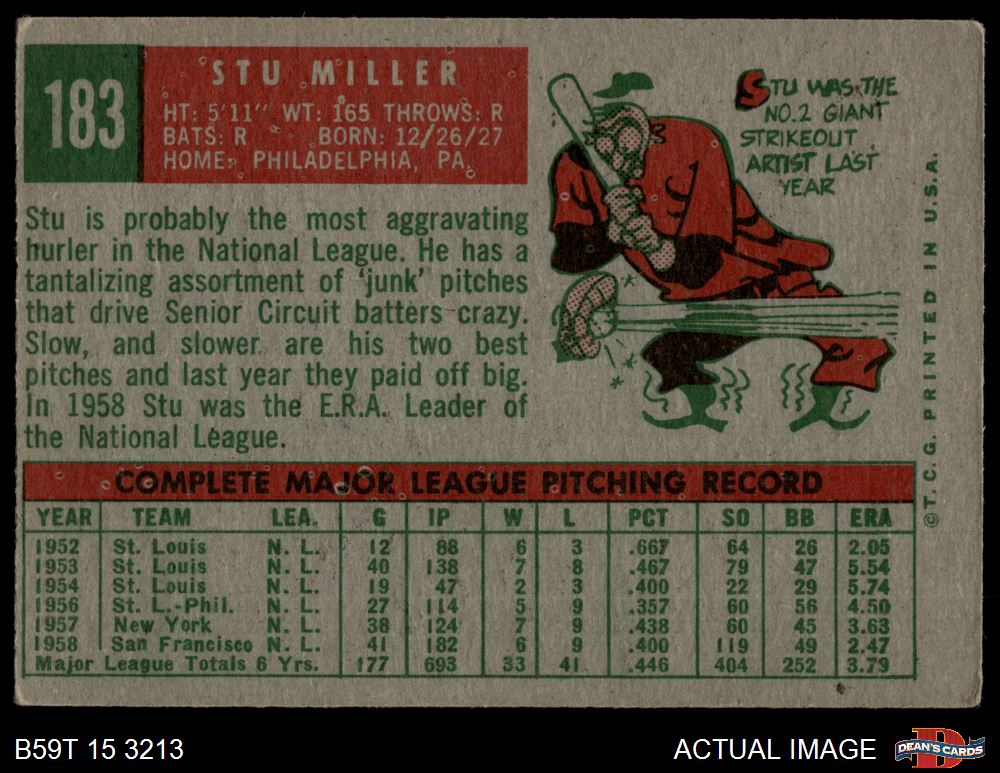 183
STU MILLER
HT: 5'11" WT: 165 THROWS: R
BATS: R BORN: 12/26/27
HOME: PHILADELPHIA, PA.
Stu is probably the most aggravating
hurler in the National League. He has a
tantalizing assortment of 'junk' pitches
that drive Senior Circuit batters crazy.
Slow, and slower are his two best
pitches and last year they paid off big.
In 1958 Stu was the E.R.A. Leader of
the National League.
STU WAS THE
NO.2 GIANT
STRIKEOUT
ARTIST LAST
YEAR
©T.C.G. PRINTED IN U.S.A.
COMPLETE MAJOR LEAGUE PITCHING RECORD
YEAR TEAM LEA. G IP W L PCT SO BB ERA
1952 St. Louis N. L. 12 88 6 3 .667 64 26 2.05
1953 St. Louis N. L. 40 138 7 8 .467 79 47 5.54
1954 St. Louis N. L. 19 47 2 3 .400 22 29 5.74
1956 St. L.-Phil. N. L. 27 114 5 9 .357 60 56 4.50
1957 New York N. L. 38 124 7 9 .438 60 45 3.63
1958 San Francisco N. L. 41 182 6 9 .400 119 49 2.47
Major League Totals 6 Yrs. 177 693 33 41 .446 404 252 3.79
B59T 15 3213
ACTUAL IMAGE
DEAN'S CARDS